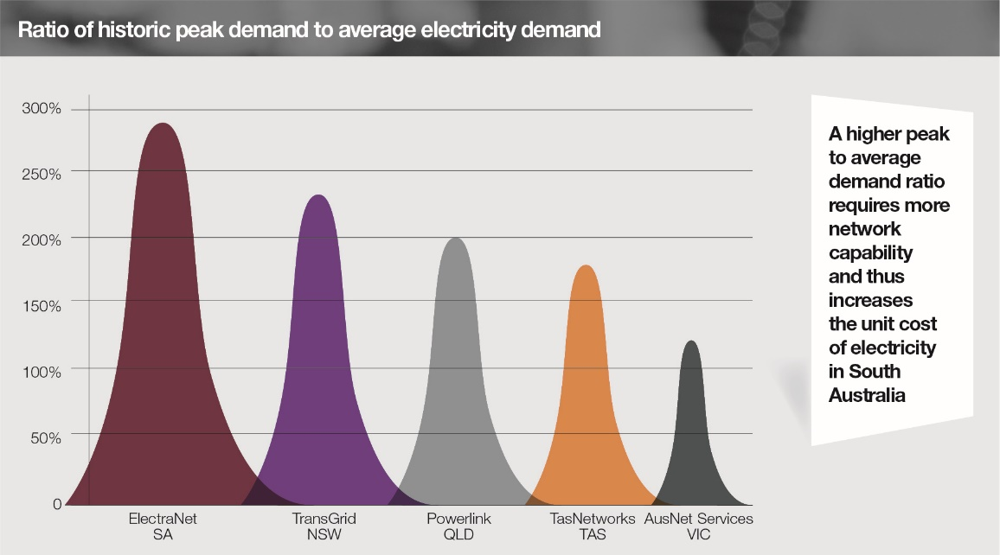 Ratio of historic peak demand to average electricity demand
300%
250%
200%
150%
100%
50%
0
ElectraNet
SA
TransGrid
NSW
Powerlink
QLD
TasNetworks
TAS
AusNet Services
VIC
A higher peak
to average
demand ratio
requires more
network
capability
and thus
increases
the unit cost
of electricity
in South
Australia